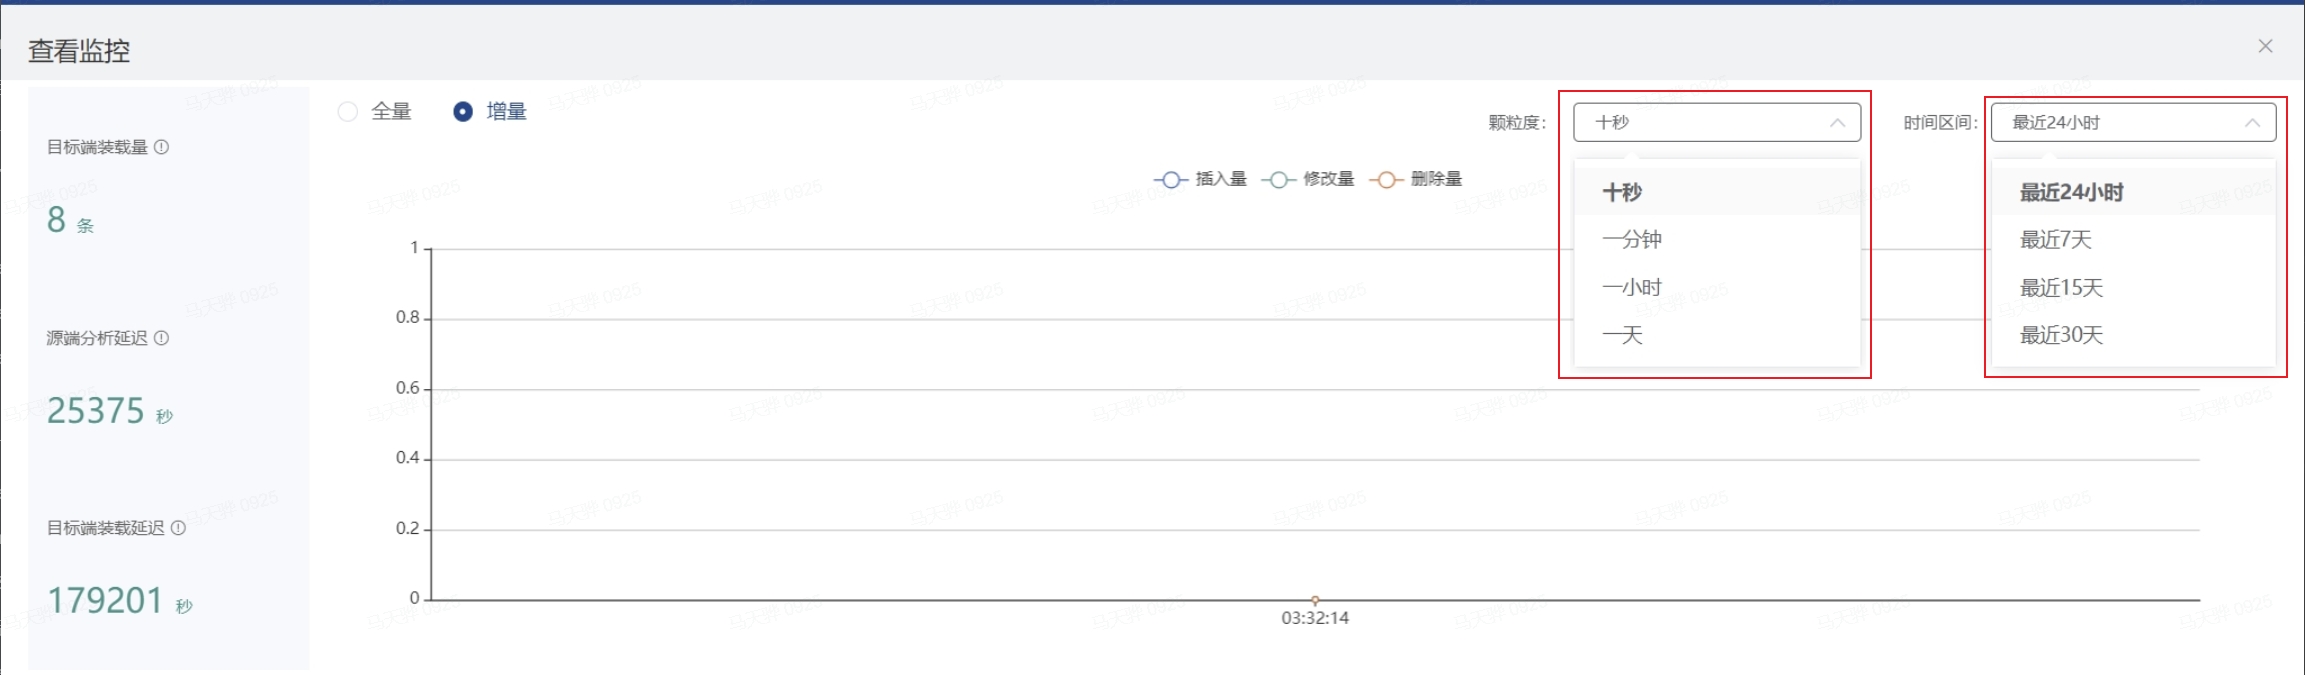 查看监控
全量 增量
颗粒度： 十秒 时间区间： 最近24小时
目标端装载量
8 条
源端分析延迟
25375 秒
目标端装载延迟
179201 秒
插入量 修改量 删除量
十秒
一分钟
一小时
一天
最近24小时
最近7天
最近15天
最近30天
1
0.8
0.6
0.4
0.2
0
03:32:14
马天骅 0925